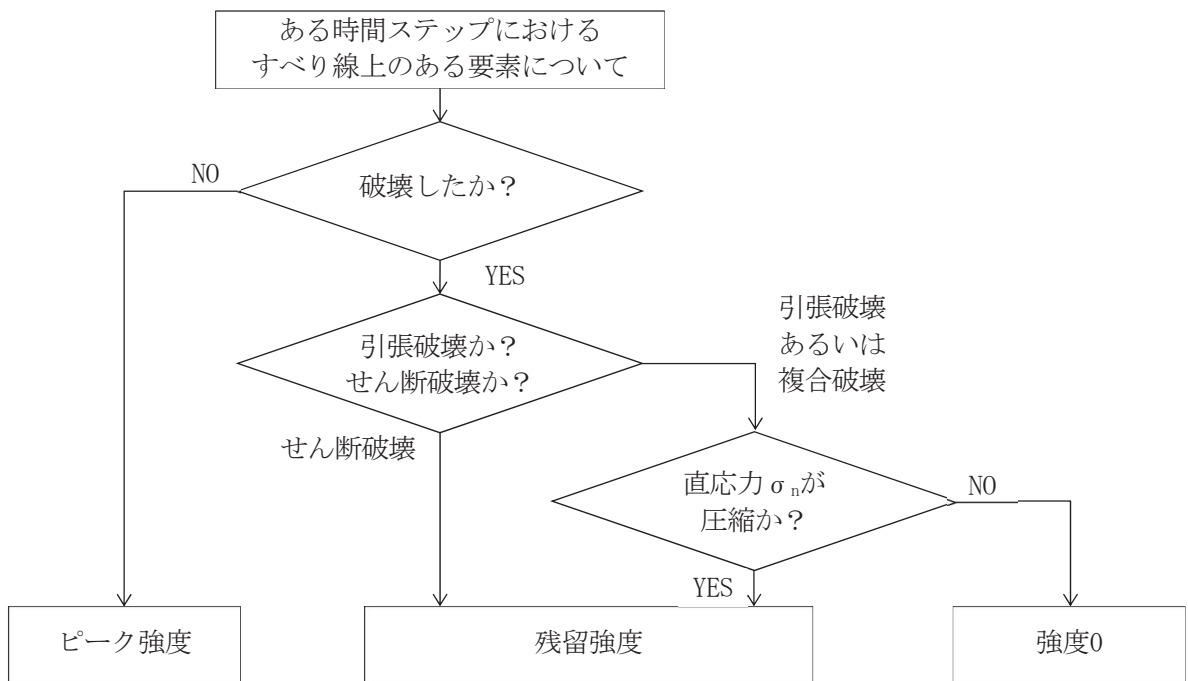 ある時間ステップにおける
すべり線上のある要素について
NO
破壊したか？
YES
引張破壊か？
せん断破壊か？
引張破壊
あるいは
複合破壊
せん断破壊
直応力σnが
圧縮か？
NO
YES
ピーク強度
残留強度
強度0